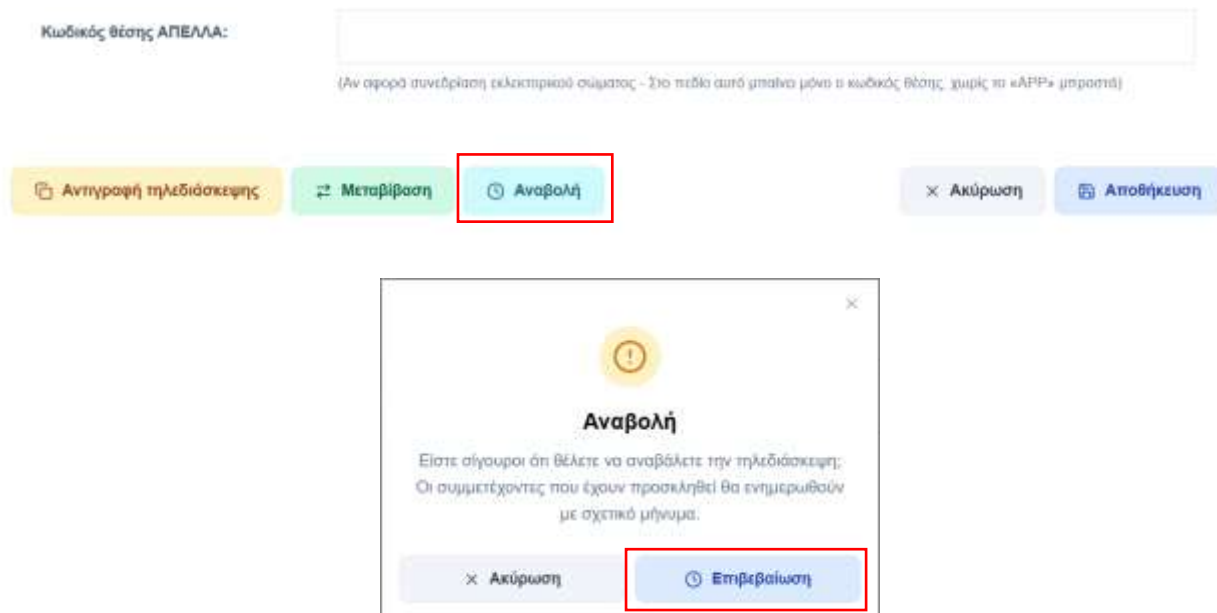 Κωδικός θέσης ΑΠΕΛΛΑ:
(Αν αφορά συνεδρίαση εκλεκτορικού σώματος - Στο πεδίο αυτό μπαίνει μόνο ο κωδικός θέσης, χωρίς το «APP» μπροστά)
Αντιγραφή τηλεδιάσκεψης Μεταβίβαση Αναβολή Ακύρωση Αποθήκευση
Αναβολή
Είστε σίγουροι ότι θέλετε να αναβάλετε την τηλεδιάσκεψη;
Οι συμμετέχοντες που έχουν προσκληθεί θα ενημερωθούν
με σχετικό μήνυμα.
Ακύρωση Επιβεβαίωση